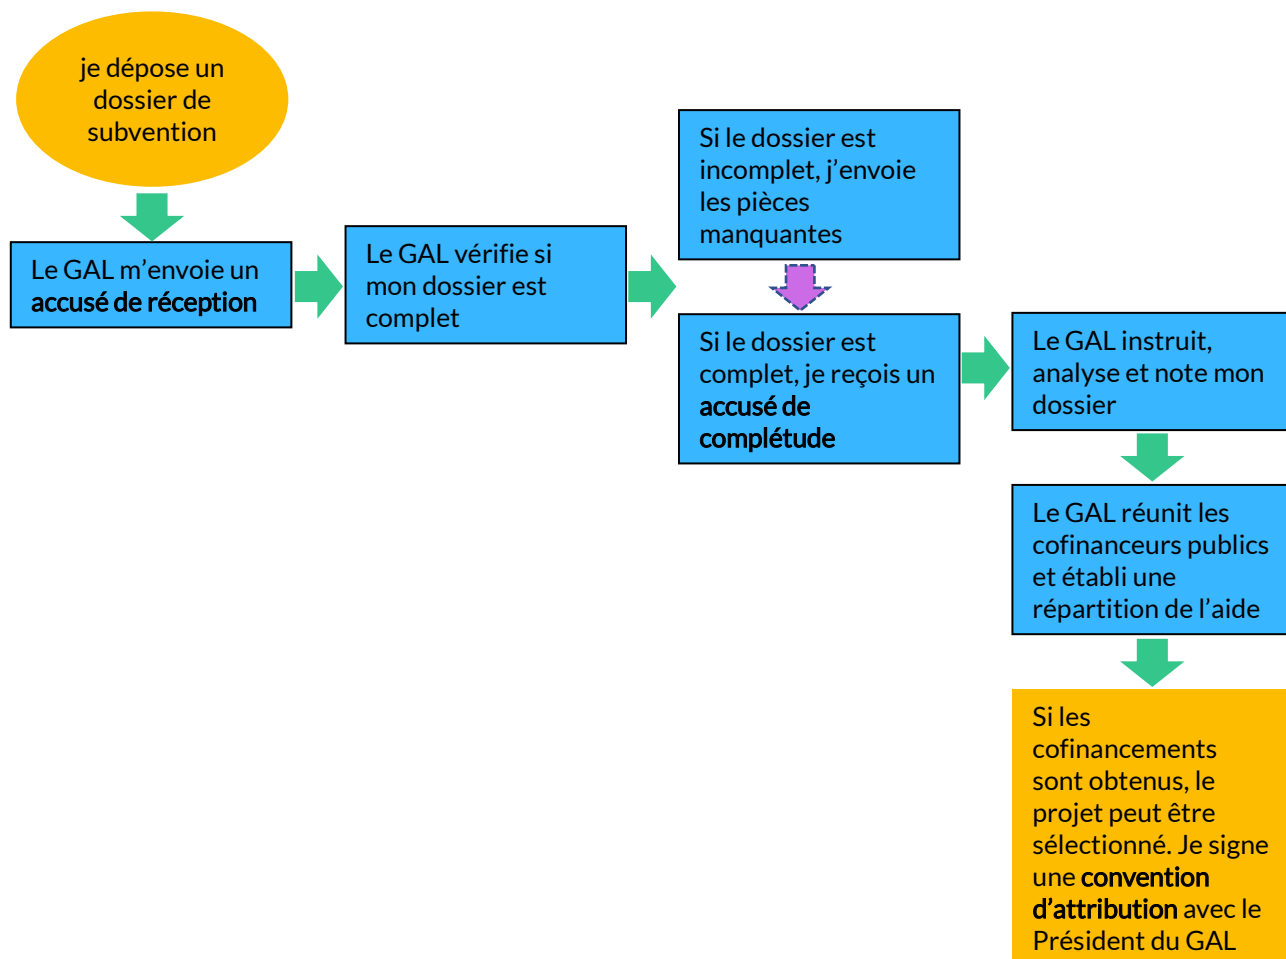 je dépose un
dossier de
subvention
Le GAL m’envoie un
accusé de réception
Le GAL vérifie si
mon dossier est
complet
Si le dossier est
incomplet, j’envoie
les pièces
manquantes
Si le dossier est
complet, je reçois un
accusé de
complétude
Le GAL instruit,
analyse et note mon
dossier
Le GAL réunit les
cofinanceurs publics
et établi une
répartition de l’aide
Si les
cofinancements
sont obtenus, le
projet peut être
sélectionné. Je signe
une convention
d’attribution avec le
Président du GAL